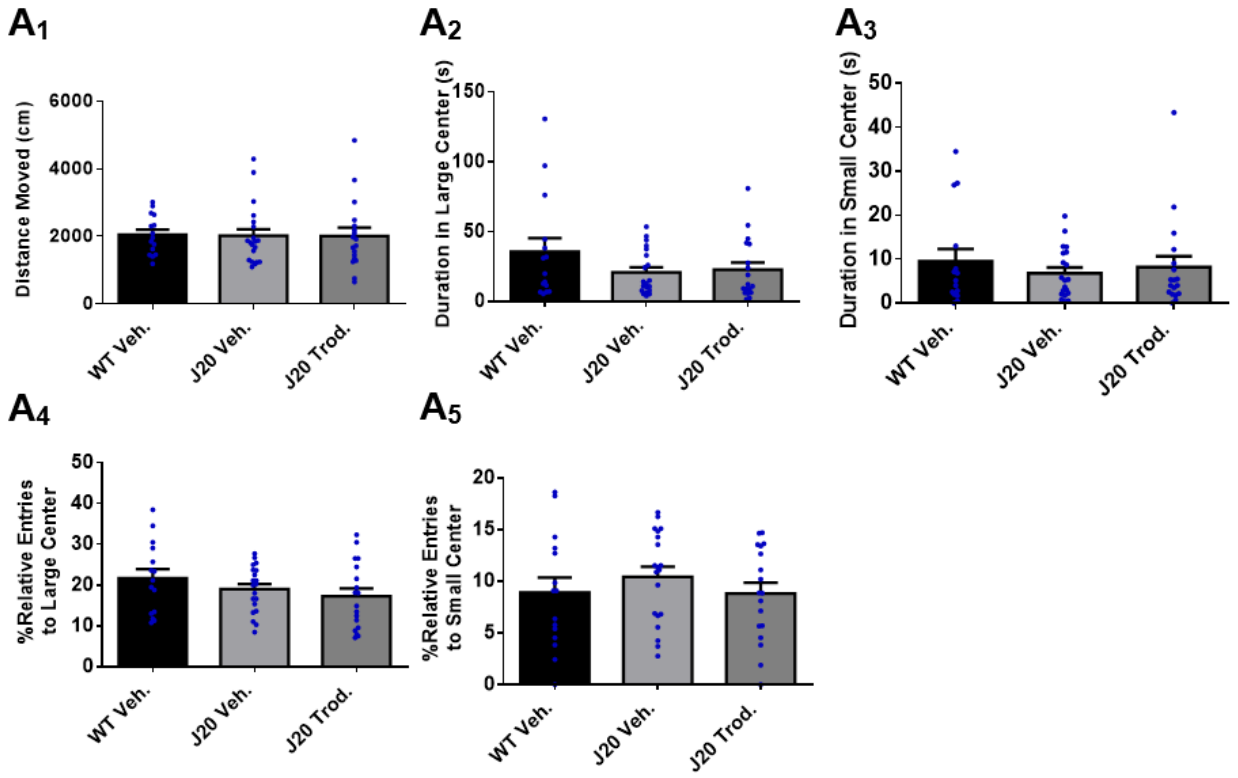 A1
A2
A3
Distance Moved (cm)
6000
4000
2000
0
WT Veh.
J20 Veh.
J20 Trod.
Duration in Large Center (s)
150
100
50
0
WT Veh.
J20 Veh.
J20 Trod.
Duration in Small Center (s)
50
40
30
20
10
0
WT Veh.
J20 Veh.
J20 Trod.
A4
A5
%Relative Entries
to Large Center
50
40
30
20
10
0
WT Veh.
J20 Veh.
J20 Trod.
%Relative Entries
to Small Center
20
15
10
5
0
WT Veh.
J20 Veh.
J20 Trod.